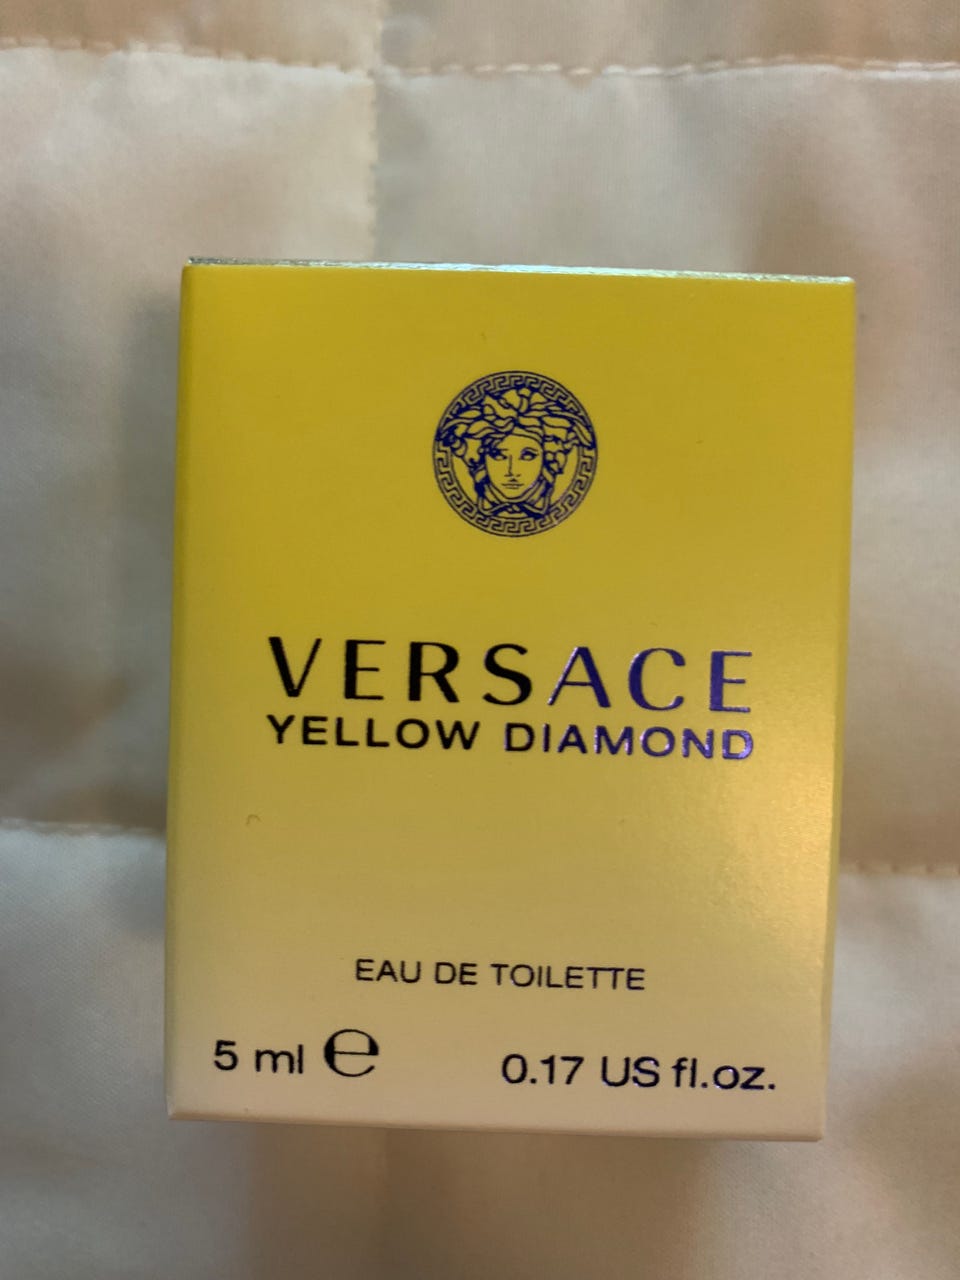 VERSACE
YELLOW DIAMOND
EAU DE TOILETTE
5 ml ℮ 0.17 US fl.oz.